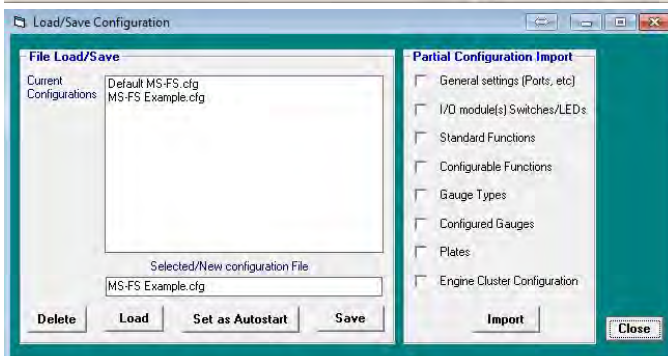 Load/Save Configuration
File Load/Save
Current
Configurations
Default MS-FS.cfg
MS-FS Example.cfg
Selected/New configuration File
MS-FS Example.cfg
Delete
Load
Set as Autostart
Save
Partial Configuration Import
General settings (Ports, etc)
I/O module(s) Switches/LEDs
Standard Functions
Configurable Functions
Gauge Types
Configured Gauges
Plates
Engine Cluster Configuration
Import
Close